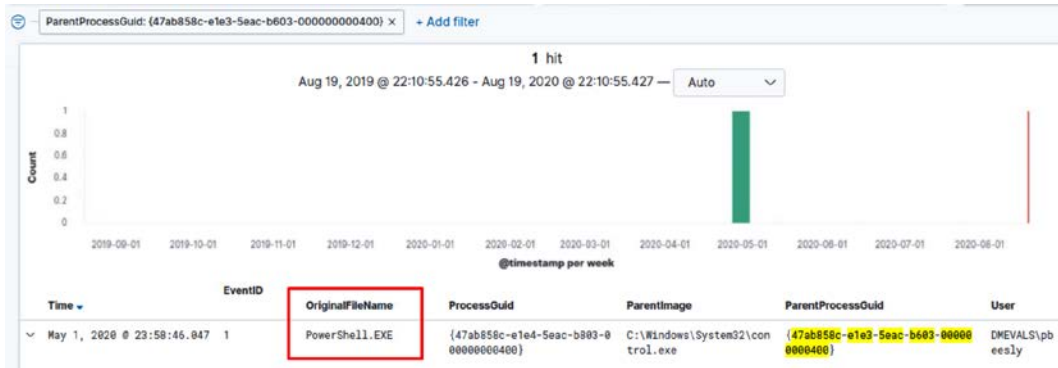 ParentProcessGuid: {47ab858c-e1e3-5eac-b603-000000000400} × + Add filter
1 hit
Aug 19, 2019 @ 22:10:55.426 - Aug 19, 2020 @ 22:10:55.427 — Auto
Count
1
0.8
0.6
0.4
0.2
0
2019-09-01 2019-10-01 2019-11-01 2019-12-01 2020-01-01 2020-02-01 2020-03-01 2020-04-01 2020-05-01 2020-06-01 2020-07-01 2020-08-01
@timestamp per week
Time EventID OriginalFileName ProcessGuid ParentImage ParentProcessGuid User
May 1, 2020 @ 23:58:46.047 1 PowerShell.EXE {47ab858c-e1e4-5eac-b803-0 C:\Windows\System32\con {47ab858c-e1e3-5eac-b603-00000 DMEVALS\pb
00000000400} trol.exe 0000400} eesly